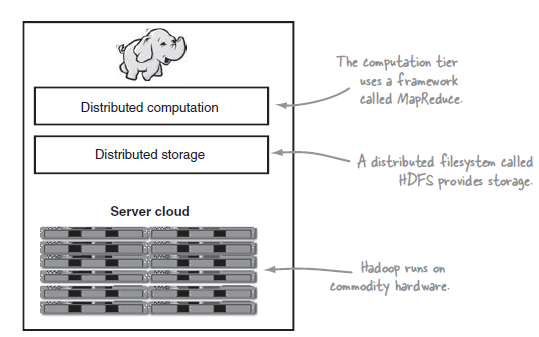 The computation tier
uses a framework
called MapReduce.
Distributed computation
Distributed storage
A distributed filesystem called
HDFS provides storage.
Server cloud
Hadoop runs on
commodity hardware.